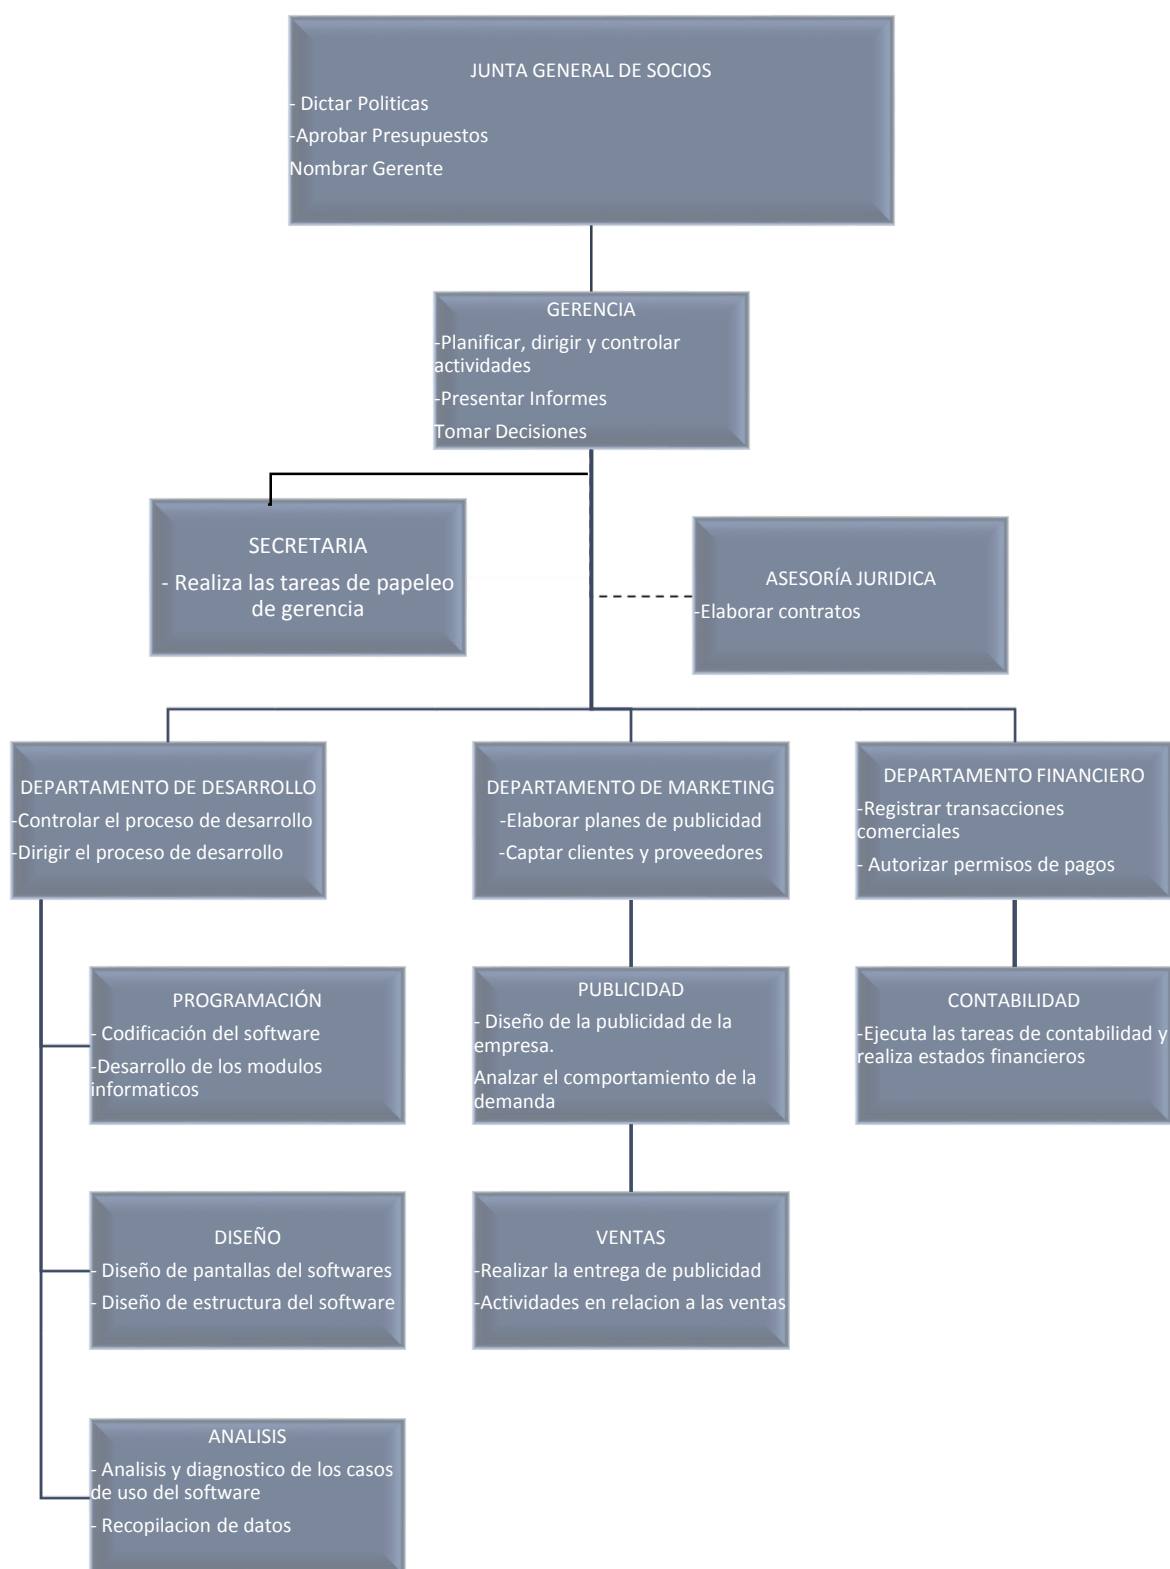 JUNTA GENERAL DE SOCIOS
- Dictar Politicas
-Aprobar Presupuestos
Nombrar Gerente
GERENCIA
-Planificar, dirigir y controlar
actividades
-Presentar Informes
Tomar Decisiones
SECRETARIA
- Realiza las tareas de papeleo
de gerencia
ASESORÍA JURIDICA
-Elaborar contratos
DEPARTAMENTO DE DESARROLLO
-Controlar el proceso de desarrollo
-Dirigir el proceso de desarrollo
DEPARTAMENTO DE MARKETING
-Elaborar planes de publicidad
-Captar clientes y proveedores
DEPARTAMENTO FINANCIERO
-Registrar transacciones
comerciales
- Autorizar permisos de pagos
PROGRAMACIÓN
- Codificación del software
-Desarrollo de los modulos
informaticos
PUBLICIDAD
- Diseño de la publicidad de la
empresa.
Analzar el comportamiento de la
demanda
CONTABILIDAD
-Ejecuta las tareas de contabilidad y
realiza estados financieros
DISEÑO
- Diseño de pantallas del softwares
- Diseño de estructura del software
VENTAS
-Realizar la entrega de publicidad
-Actividades en relacion a las ventas
ANALISIS
- Analisis y diagnostico de los casos
de uso del software
- Recopilacion de datos